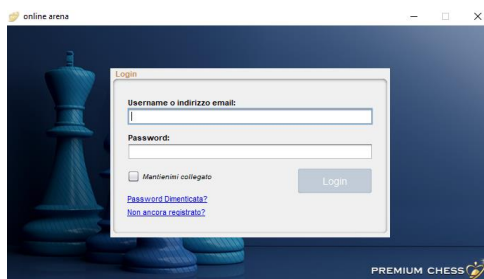 online arena
Login
Username o indirizzo email:
Password:
Mantienimi collegato
Login
Password Dimenticata?
Non ancora registrato?
PREMIUM CHESS